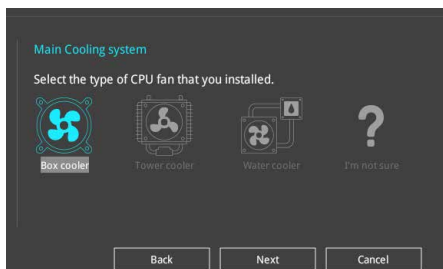 Main Cooling system
Select the type of CPU fan that you installed.
Box cooler
Tower cooler
Water cooler
I'm not sure
Back
Next
Cancel